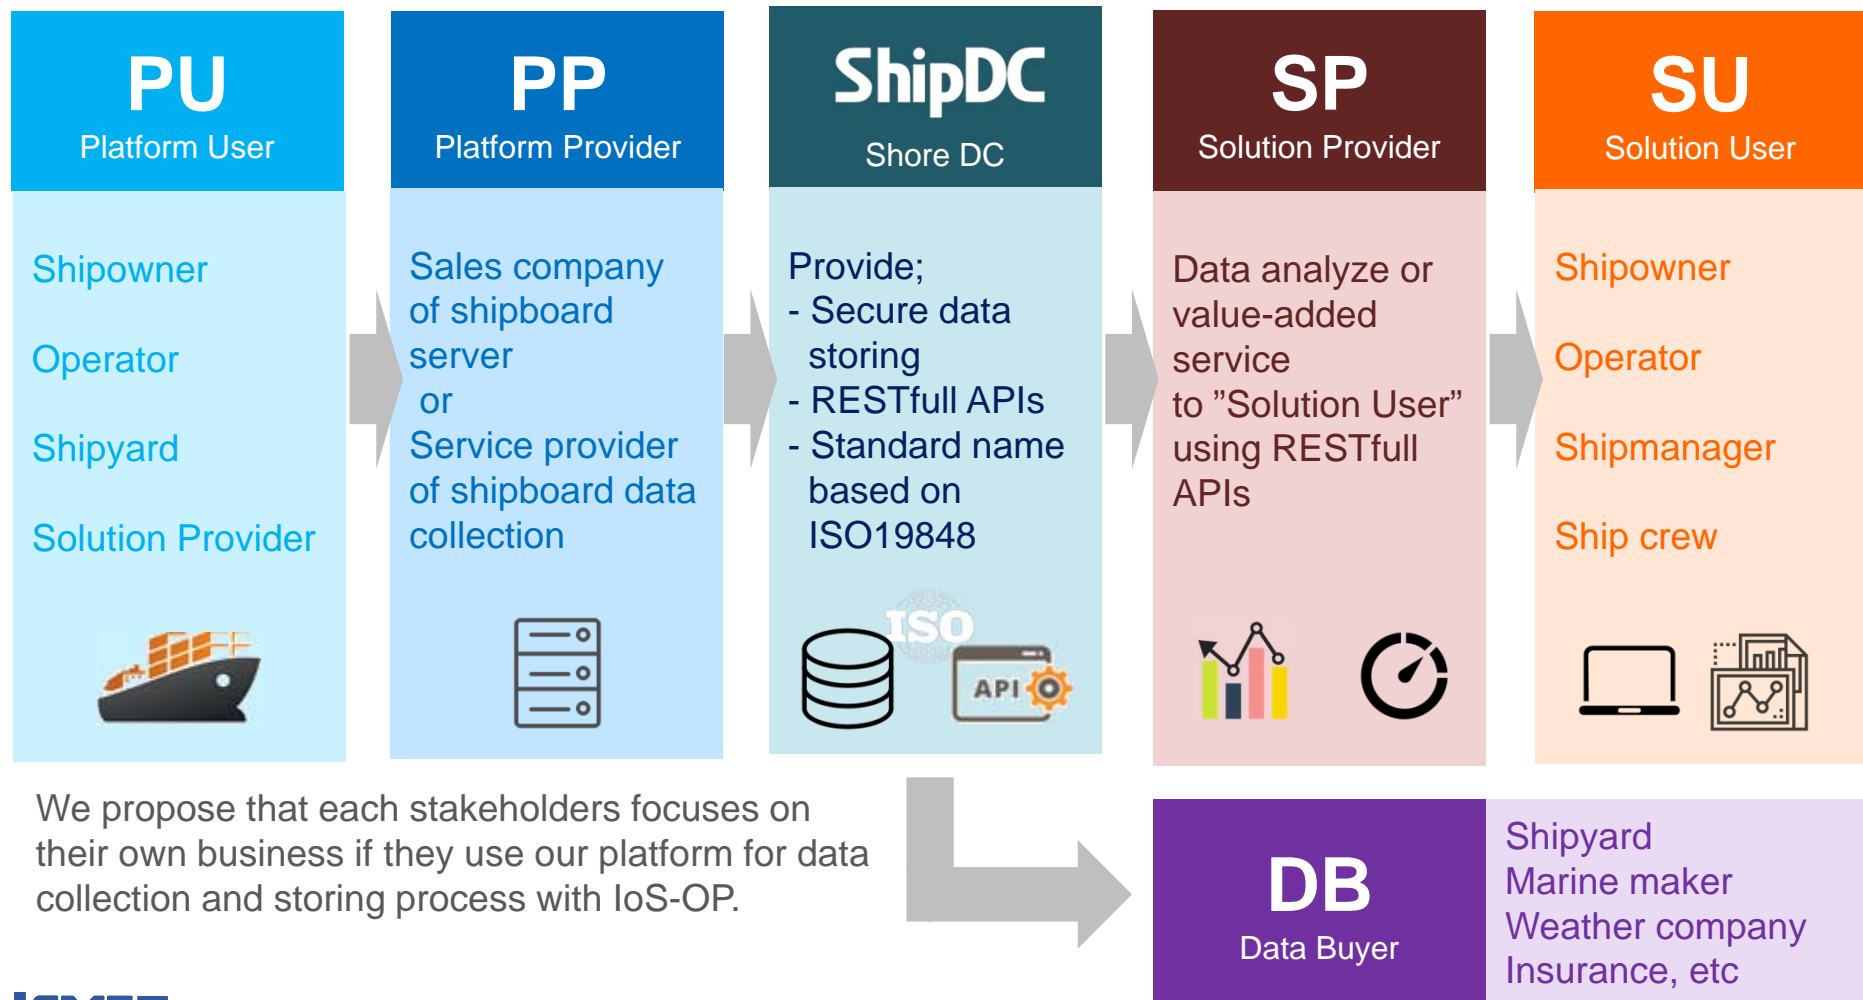 PU
Platform User
Shipowner
Operator
Shipyard
Solution Provider
PP
Platform Provider
Sales company
of shipboard
server
or
Service provider
of shipboard data
collection
ShipDC
Shore DC
Provide;
- Secure data
storing
- RESTfull APIs
- Standard name
based on
ISO19848
ISO
API
SP
Solution Provider
Data analyze or
value-added
service
to ”Solution User”
using RESTfull
APIs
SU
Solution User
Shipowner
Operator
Shipmanager
Ship crew
We propose that each stakeholders focuses on
their own business if they use our platform for data
collection and storing process with IoS-OP.
DB
Data Buyer
Shipyard
Marine maker
Weather company
Insurance, etc